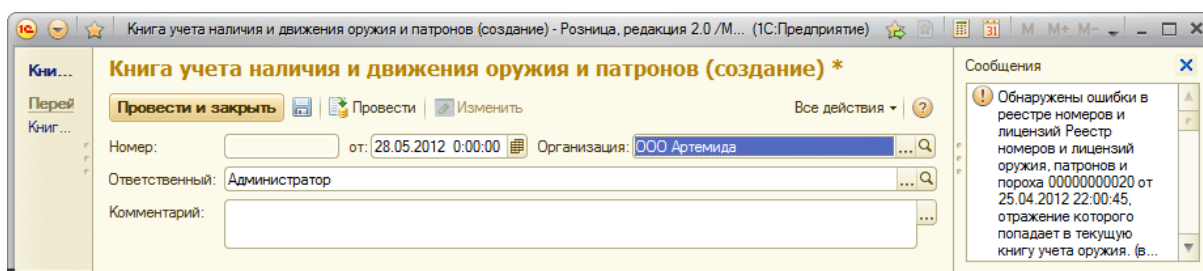 1С Книга учета наличия и движения оружия и патронов (создание) - Розница, редакция 2.0 /М... (1С:Предприятие) 31 M M+ M-
Кни...
Перей
Книг...
Книга учета наличия и движения оружия и патронов (создание) *
Провести и закрыть Провести Изменить Все действия ?
Номер: от: 28.05.2012 0:00:00 Организация: ООО Артемида ...
Ответственный: Администратор ...
Комментарий: ...
Сообщения
Обнаружены ошибки в
реестре номеров и
лицензий Реестр
номеров и лицензий
оружия, патронов и
пороха 00000000020 от
25.04.2012 22:00:45,
отражение которого
попадает в текущую
книгу учета оружия. (в...